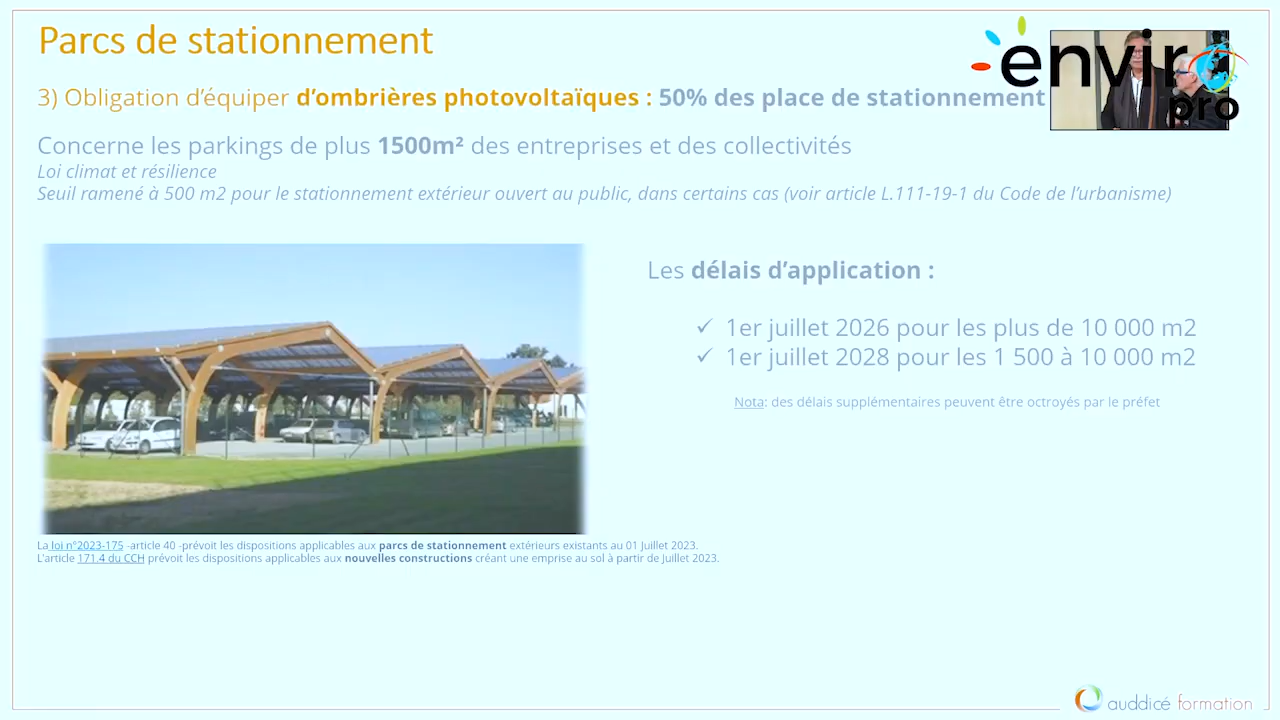 Parcs de stationnement
enviro
pro
3) Obligation d’équiper d’ombrières photovoltaïques : 50% des place de stationnement
Concerne les parkings de plus 1500m² des entreprises et des collectivités
Loi climat et résilience
Seuil ramené à 500 m2 pour le stationnement extérieur ouvert au public, dans certains cas (voir article L.111-19-1 du Code de l’urbanisme)
Les délais d’application :
✓ 1er juillet 2026 pour les plus de 10 000 m2
✓ 1er juillet 2028 pour les 1 500 à 10 000 m2
Nota: des délais supplémentaires peuvent être octroyés par le préfet
La loi n°2023-175 -article 40 -prévoit les dispositions applicables aux parcs de stationnement extérieurs existants au 01 Juillet 2023.
L’article 171.4 du CCH prévoit les dispositions applicables aux nouvelles constructions créant une emprise au sol à partir de Juillet 2023.
auddicé formation